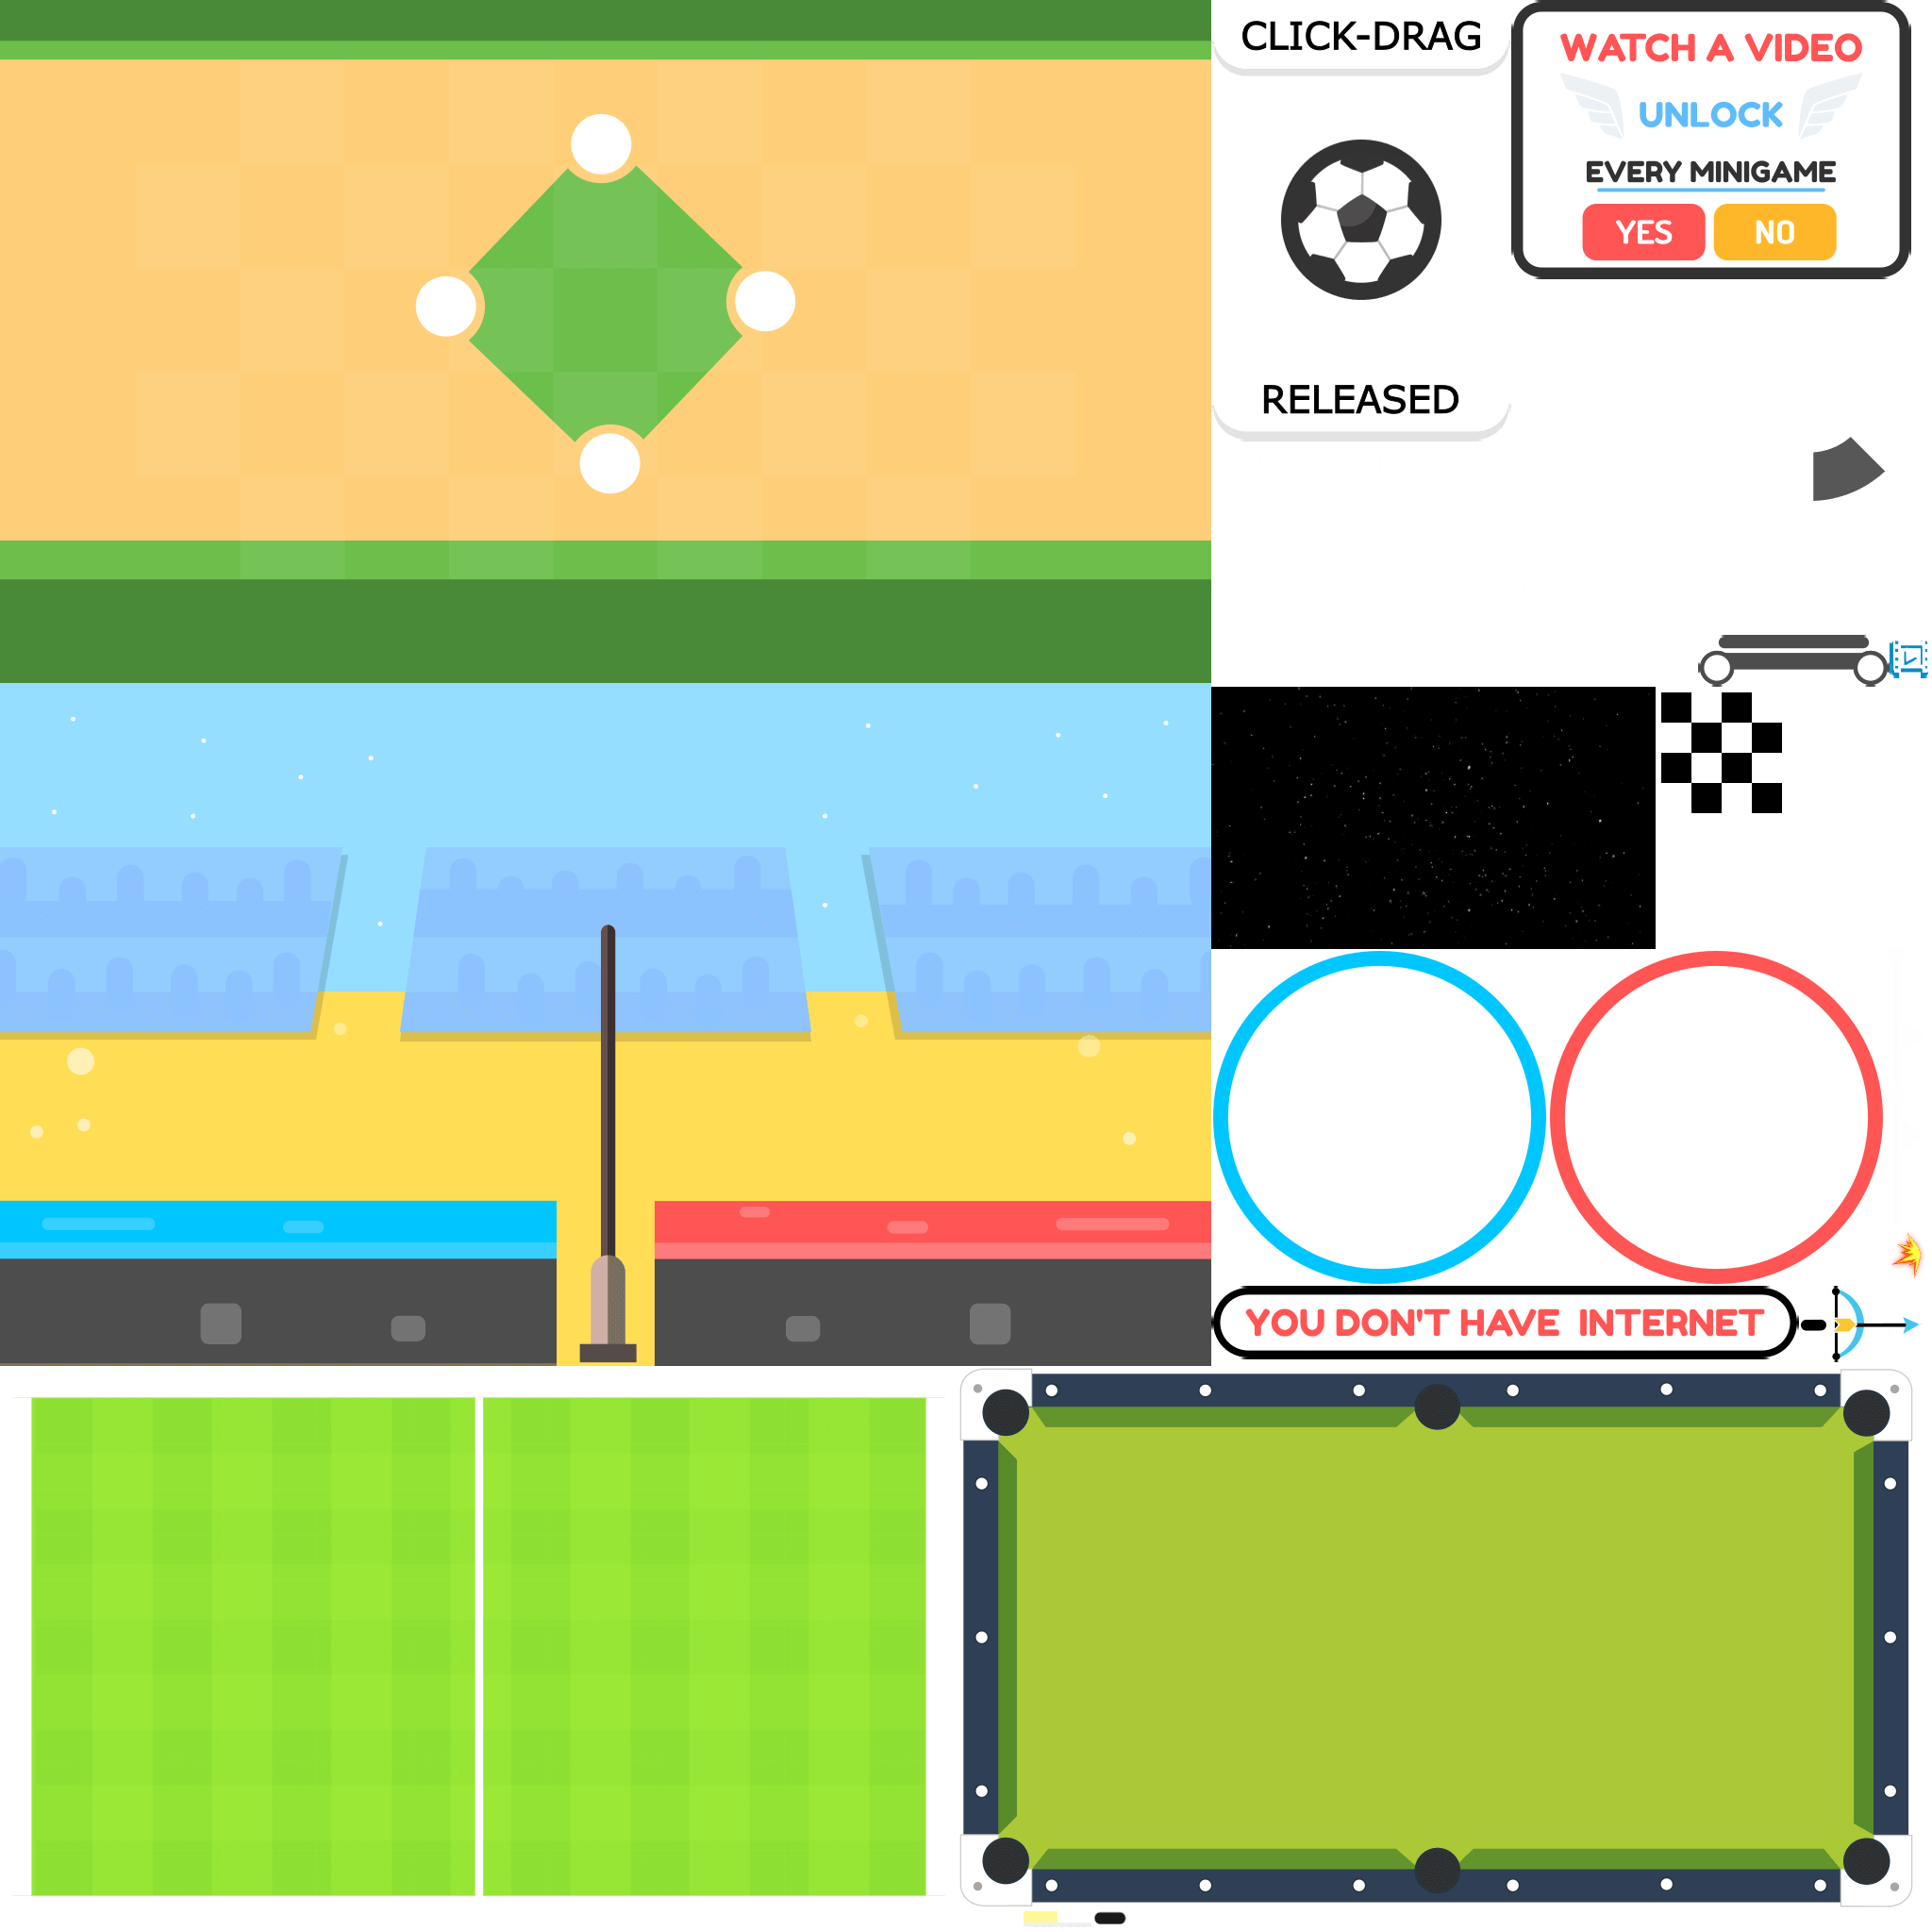 CLICK-DRAG
WATCH A VIDEO
UNLOCK
EVERY MINIGAME
YES NO
RELEASED
YOU DON'T HAVE INTERNET